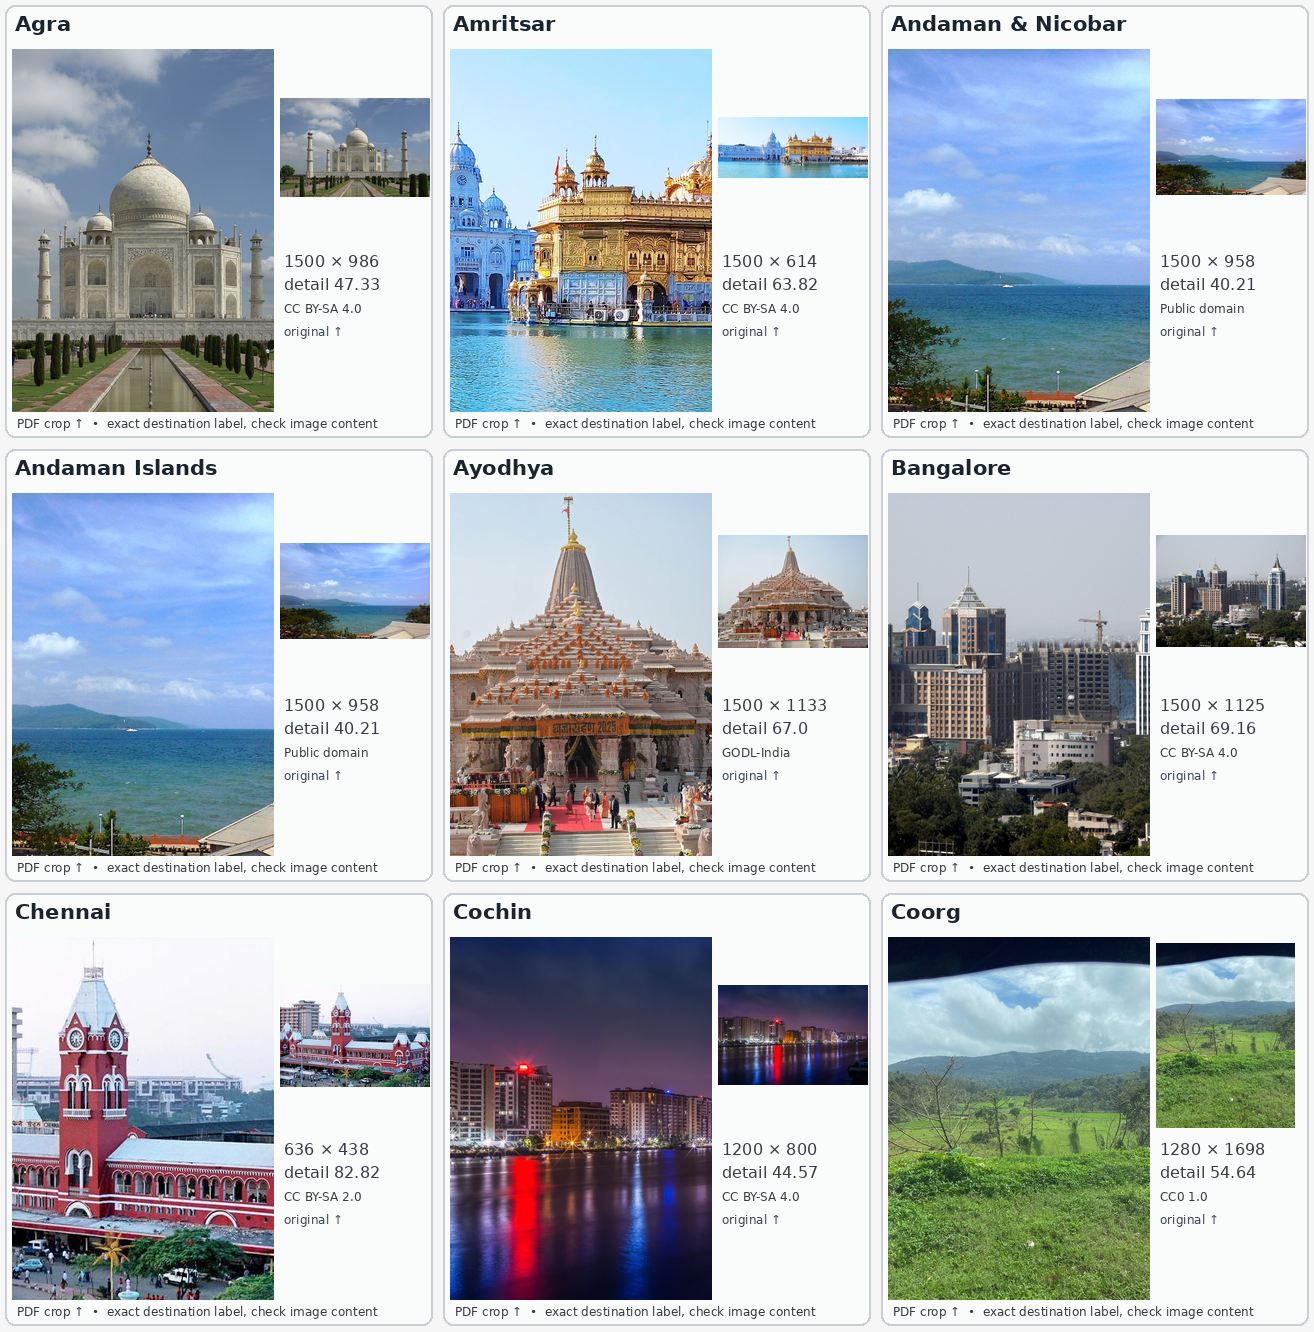 Agra
1500 × 986
detail 47.33
CC BY-SA 4.0
original ↑
PDF crop ↑ • exact destination label, check image content
Amritsar
1500 × 614
detail 63.82
CC BY-SA 4.0
original ↑
PDF crop ↑ • exact destination label, check image content
Andaman & Nicobar
1500 × 958
detail 40.21
Public domain
original ↑
PDF crop ↑ • exact destination label, check image content
Andaman Islands
1500 × 958
detail 40.21
Public domain
original ↑
PDF crop ↑ • exact destination label, check image content
Ayodhya
1500 × 1133
detail 67.0
GODL-India
original ↑
PDF crop ↑ • exact destination label, check image content
Bangalore
1500 × 1125
detail 69.16
CC BY-SA 4.0
original ↑
PDF crop ↑ • exact destination label, check image content
Chennai
636 × 438
detail 82.82
CC BY-SA 2.0
original ↑
PDF crop ↑ • exact destination label, check image content
Cochin
1200 × 800
detail 44.57
CC BY-SA 4.0
original ↑
PDF crop ↑ • exact destination label, check image content
Coorg
1280 × 1698
detail 54.64
CC0 1.0
original ↑
PDF crop ↑ • exact destination label, check image content